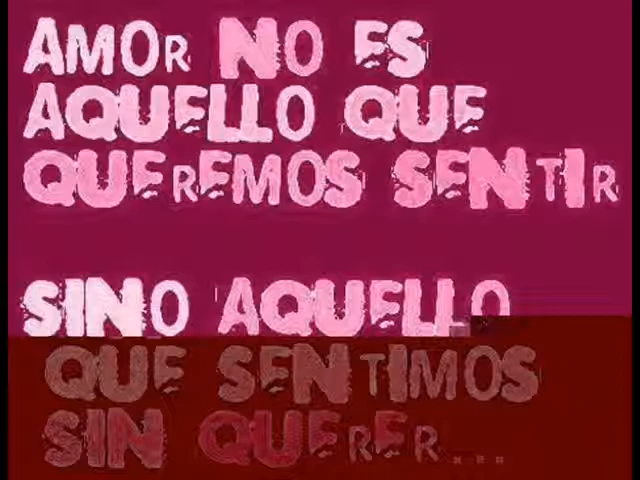 AMOR NO ES
AQUELLO QUE
QUEREMOS SENTIR
SINO AQUELLO
QUE SENTIMOS
SIN QUERER....